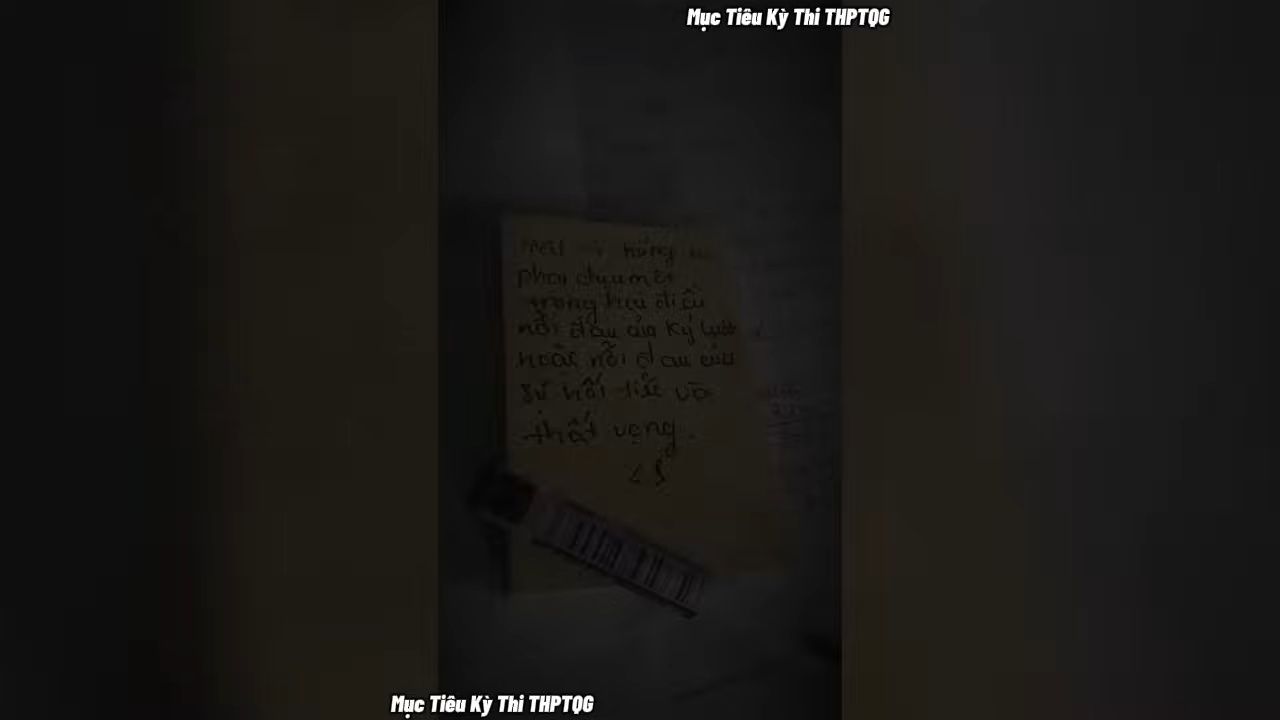 Mục Tiêu Kỳ Thi THPTQG
phải chịu một
trong hai điều
nỗi đau của kỷ luật
hoặc nỗi đau của
sự hối tiếc và
thất vọng.
<3
Mục Tiêu Kỳ Thi THPTQG